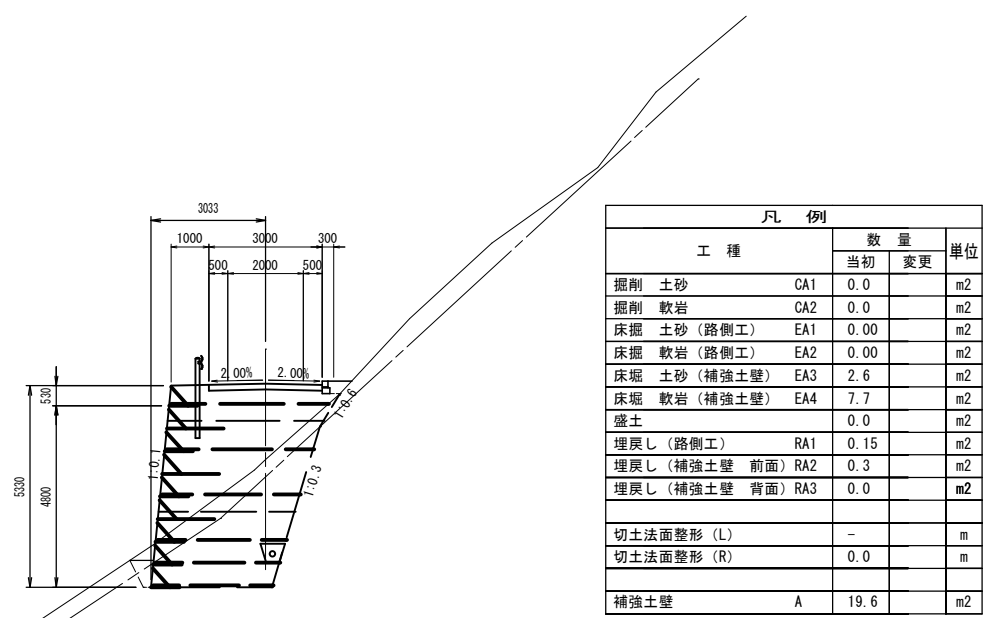 3033
1000 3000 300
500 2000 500
2.00% 2.00%
530
5330
4800
1:0.1
1:0.3
1:0.6
凡 例
工 種 数 量 単位
当初 変更
掘削 土砂 CA1 0.0 m2
掘削 軟岩 CA2 0.0 m2
床掘 土砂（路側工） EA1 0.00 m2
床掘 軟岩（路側工） EA2 0.00 m2
床堀 土砂（補強土壁） EA3 2.6 m2
床堀 軟岩（補強土壁） EA4 7.7 m2
盛土 0.0 m2
埋戻し（路側工） RA1 0.15 m2
埋戻し（補強土壁 前面）RA2 0.3 m2
埋戻し（補強土壁 背面）RA3 0.0 m2
切土法面整形（L） － m
切土法面整形（R） 0.0 m
補強土壁 A 19.6 m2